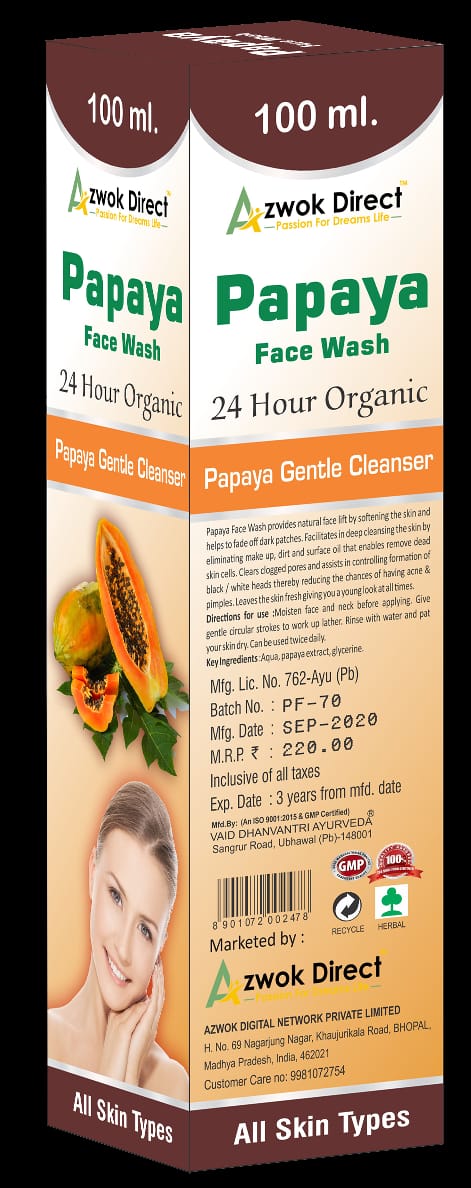 Papaya
Face Wash
100 ml.
Azwok Direct™
Passion For Dreams Life
Papaya
Face Wash
24 Hour Organic
Papaya Gentle Cleanser
All Skin Types
100 ml.
Azwok Direct™
Passion For Dreams Life
Papaya
Face Wash
24 Hour Organic
Papaya Gentle Cleanser
Papaya Face Wash provides natural face lift by softening the skin and
helps to fade off dark patches. Facilitates in deep cleansing the skin by
eliminating make up, dirt and surface oil that enables remove dead
skin cells. Clears clogged pores and assists in controlling formation of
black / white heads thereby reducing the chances of having acne &
pimples. Leaves the skin fresh giving you a young look at all times.
Directions for use :Moisten face and neck before applying. Give
gentle circular strokes to work up lather. Rinse with water and pat
your skin dry. Can be used twice daily.
Key Ingredients :Aqua, papaya extract, glycerine.
Mfg. Lic. No. 762-Ayu (Pb)
Batch No. : PF-70
Mfg. Date : SEP-2020
M.R.P. ₹ : 220.00
Inclusive of all taxes
Exp. Date : 3 years from mfd. date
Mfd.By: (An ISO 9001:2015 & GMP Certified)
VAID DHANVANTRI AYURVEDA®
Sangrur Road, Ubhawal (Pb)-148001
GMP
100%
8 901072 002478
RECYCLE
HERBAL
Marketed by :
Azwok Direct™
Passion For Dreams Life
AZWOK DIGITAL NETWORK PRIVATE LIMITED
H. No. 69 Nagarjung Nagar, Khaujurikala Road, BHOPAL,
Madhya Pradesh, India, 462021
Customer Care no: 9981072754
All Skin Types